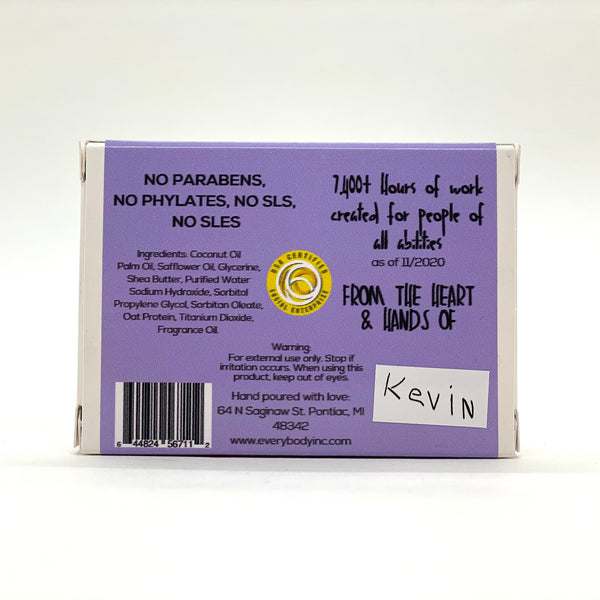 NO PARABENS,
NO PHYLATES, NO SLS,
NO SLES
Ingredients: Coconut Oil
Palm Oil, Safflower Oil, Glycerine,
Shea Butter, Purified Water
Sodium Hydroxide, Sorbitol
Propylene Glycol, Sorbitan Oleate,
Oat Protein, Titanium Dioxide,
Fragrance Oil.
7,400+ Hours of work
created for people of
all abilities
as of 11/2020
FROM THE HEART
& HANDS OF
Kevin
CERTIFIED
SOCIAL ENTERPRISE
Warning:
For external use only. Stop if
irritation occurs. When using this
product, keep out of eyes.
Hand poured with love:
64 N Saginaw St. Pontiac, MI
48342
www.everybodyinc.com
6 44824 56711 2